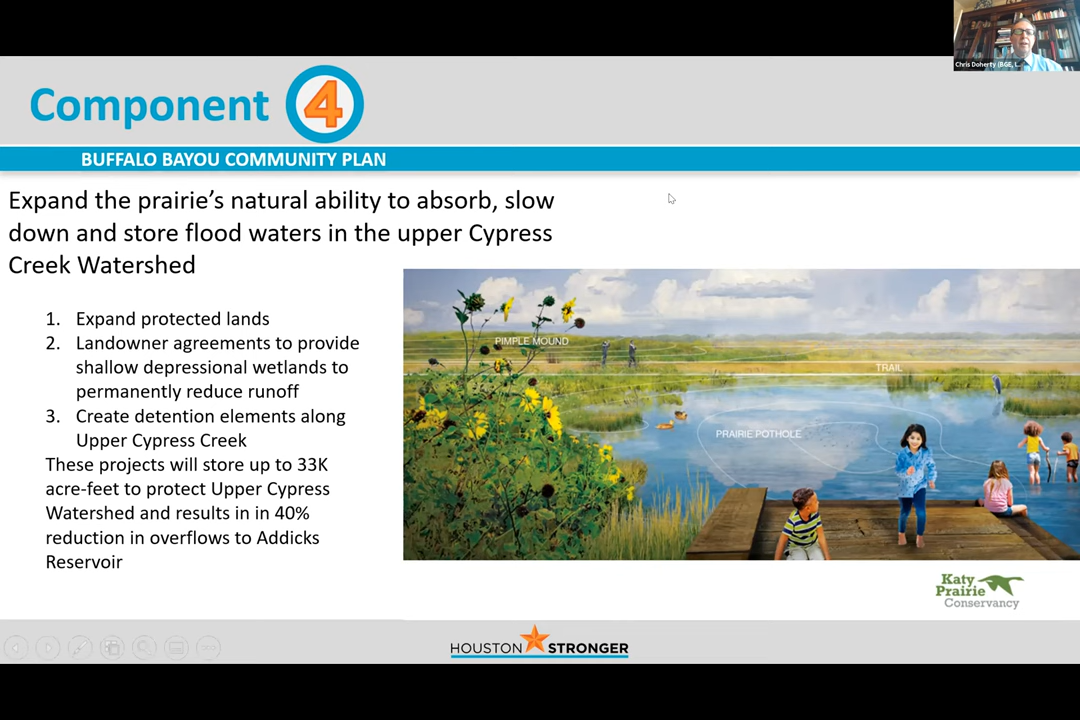 Chris Doherty (BGE, I...
Component 4
BUFFALO BAYOU COMMUNITY PLAN
Expand the prairie’s natural ability to absorb, slow
down and store flood waters in the upper Cypress
Creek Watershed
1. Expand protected lands
2. Landowner agreements to provide
shallow depressional wetlands to
permanently reduce runoff
3. Create detention elements along
Upper Cypress Creek
These projects will store up to 33K
acre-feet to protect Upper Cypress
Watershed and results in in 40%
reduction in overflows to Addicks
Reservoir
PIMPLE MOUND
TRAIL
PRAIRIE POTHOLE
Katy
Prairie
Conservancy
HOUSTON STRONGER